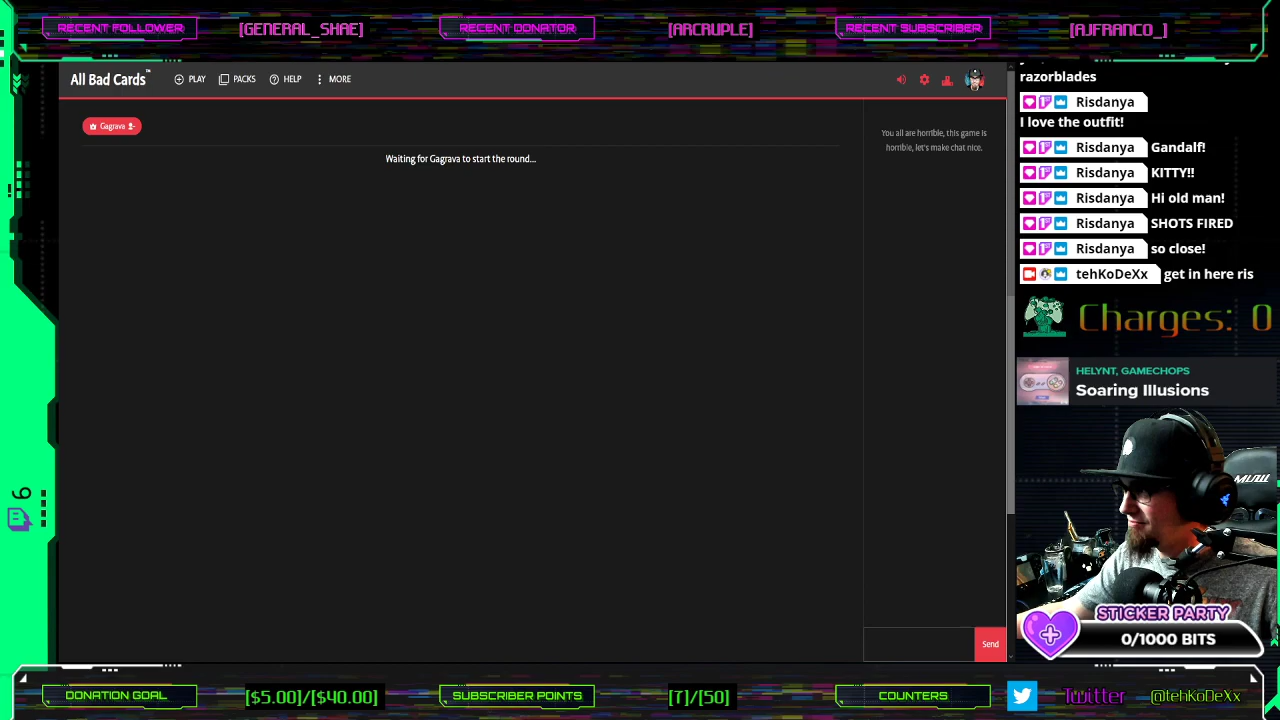 RECENT FOLLOWER [GENERAL_SHAE] RECENT DONATOR [ARCRUPLE] RECENT SUBSCRIBER [AJFRANCO_]
All Bad Cards™ PLAY PACKS HELP MORE
Gagrava
Waiting for Gagrava to start the round...
You all are horrible, this game is
horrible, let's make chat nice.
Send
razorblades
Risdanya
I love the outfit!
Risdanya Gandalf!
Risdanya KITTY!!
Risdanya Hi old man!
Risdanya SHOTS FIRED
Risdanya so close!
tehKoDeXx get in here ris
Charges: 0
HELYNT, GAMECHOPS
Soaring Illusions
6
STICKER PARTY
0/1000 BITS
DONATION GOAL [$5.00]/[$40.00] SUBSCRIBER POINTS [7]/[50] COUNTERS Twitter @tehKoDeXx